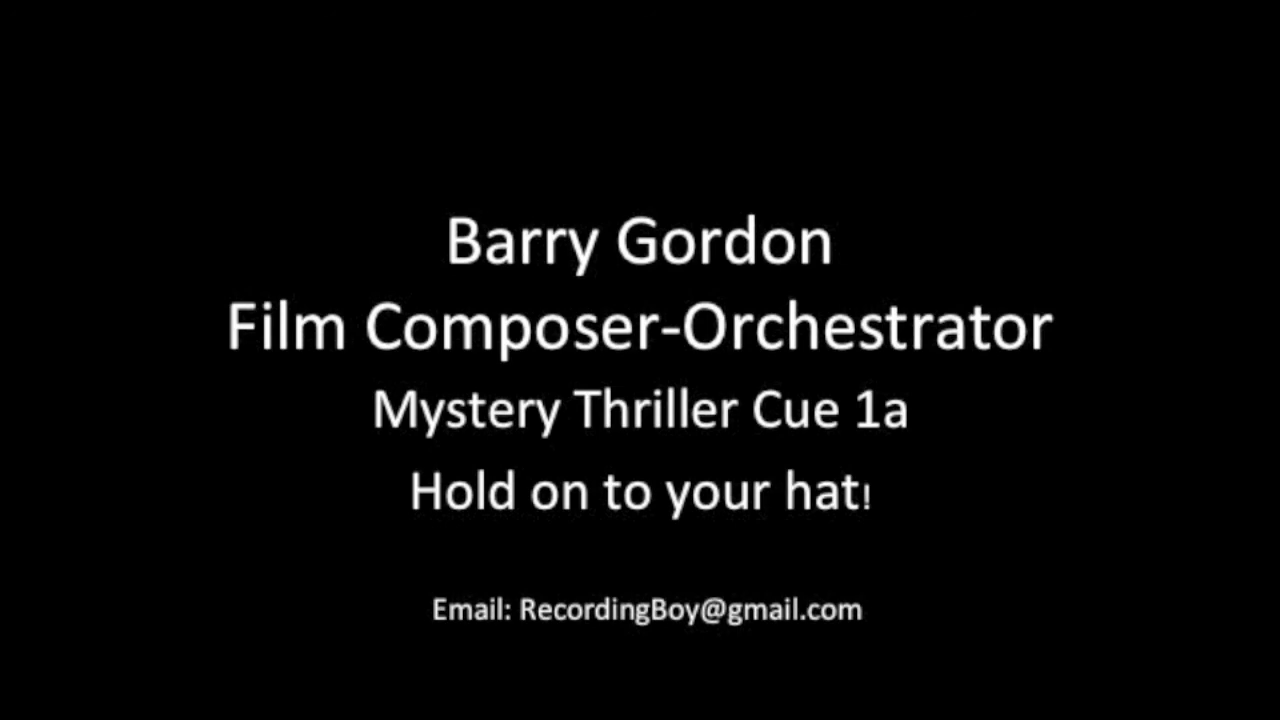 Barry Gordon
Film Composer-Orchestrator
Mystery Thriller Cue 1a
Hold on to your hat!
Email: RecordingBoy@gmail.com